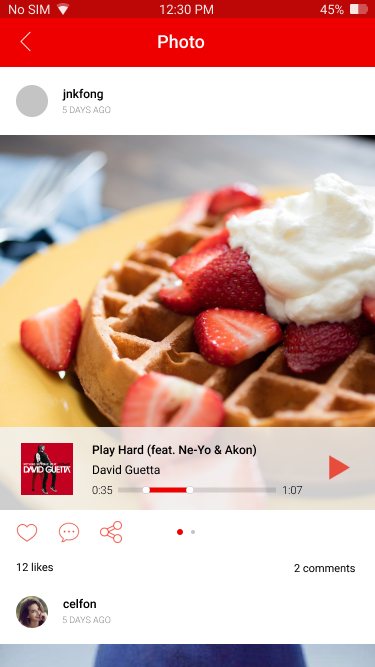 No SIM 12:30 PM 45%
Photo
jnkfong
5 DAYS AGO
DAVID GUETTA
Play Hard (feat. Ne-Yo & Akon)
David Guetta
0:35 1:07
12 likes 2 comments
celfon
5 DAYS AGO